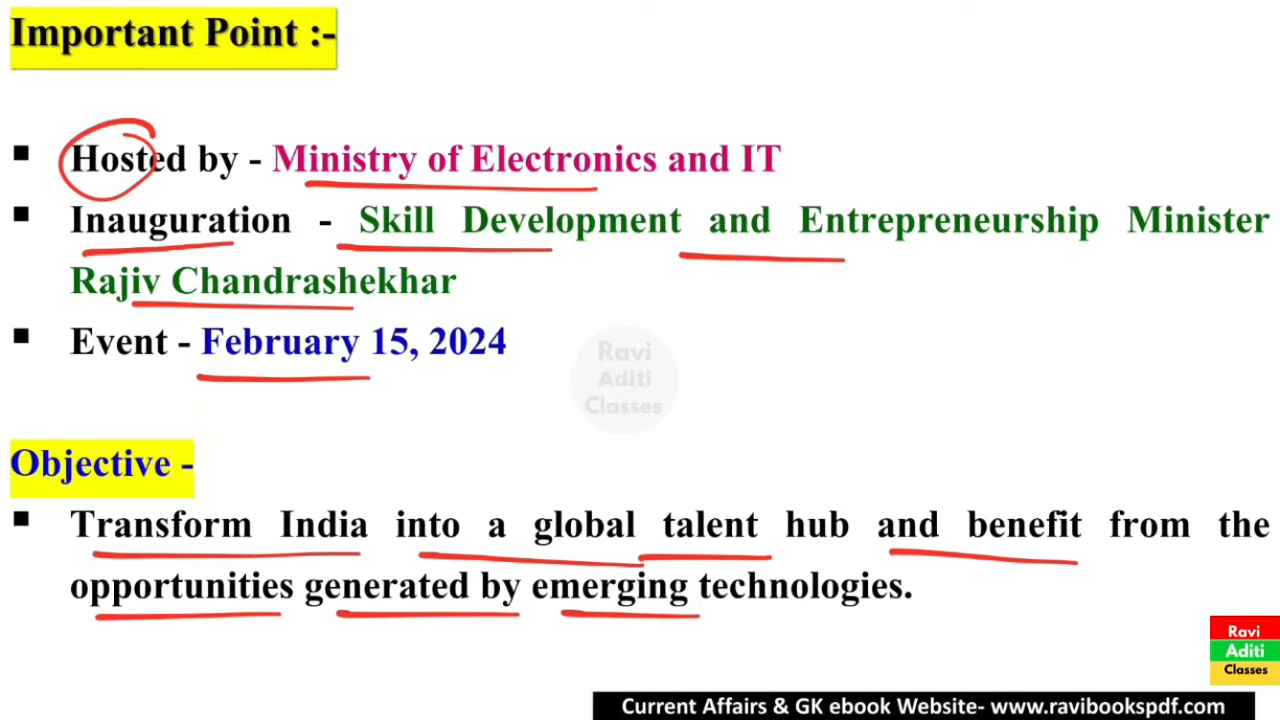 Important Point :-
▪ Hosted by - Ministry of Electronics and IT
▪ Inauguration - Skill Development and Entrepreneurship Minister
Rajiv Chandrashekhar
▪ Event - February 15, 2024
Ravi
Aditi
Classes
Objective -
▪ Transform India into a global talent hub and benefit from the
opportunities generated by emerging technologies.
Ravi
Aditi
Classes
Current Affairs & GK ebook Website- www.ravibookspdf.com